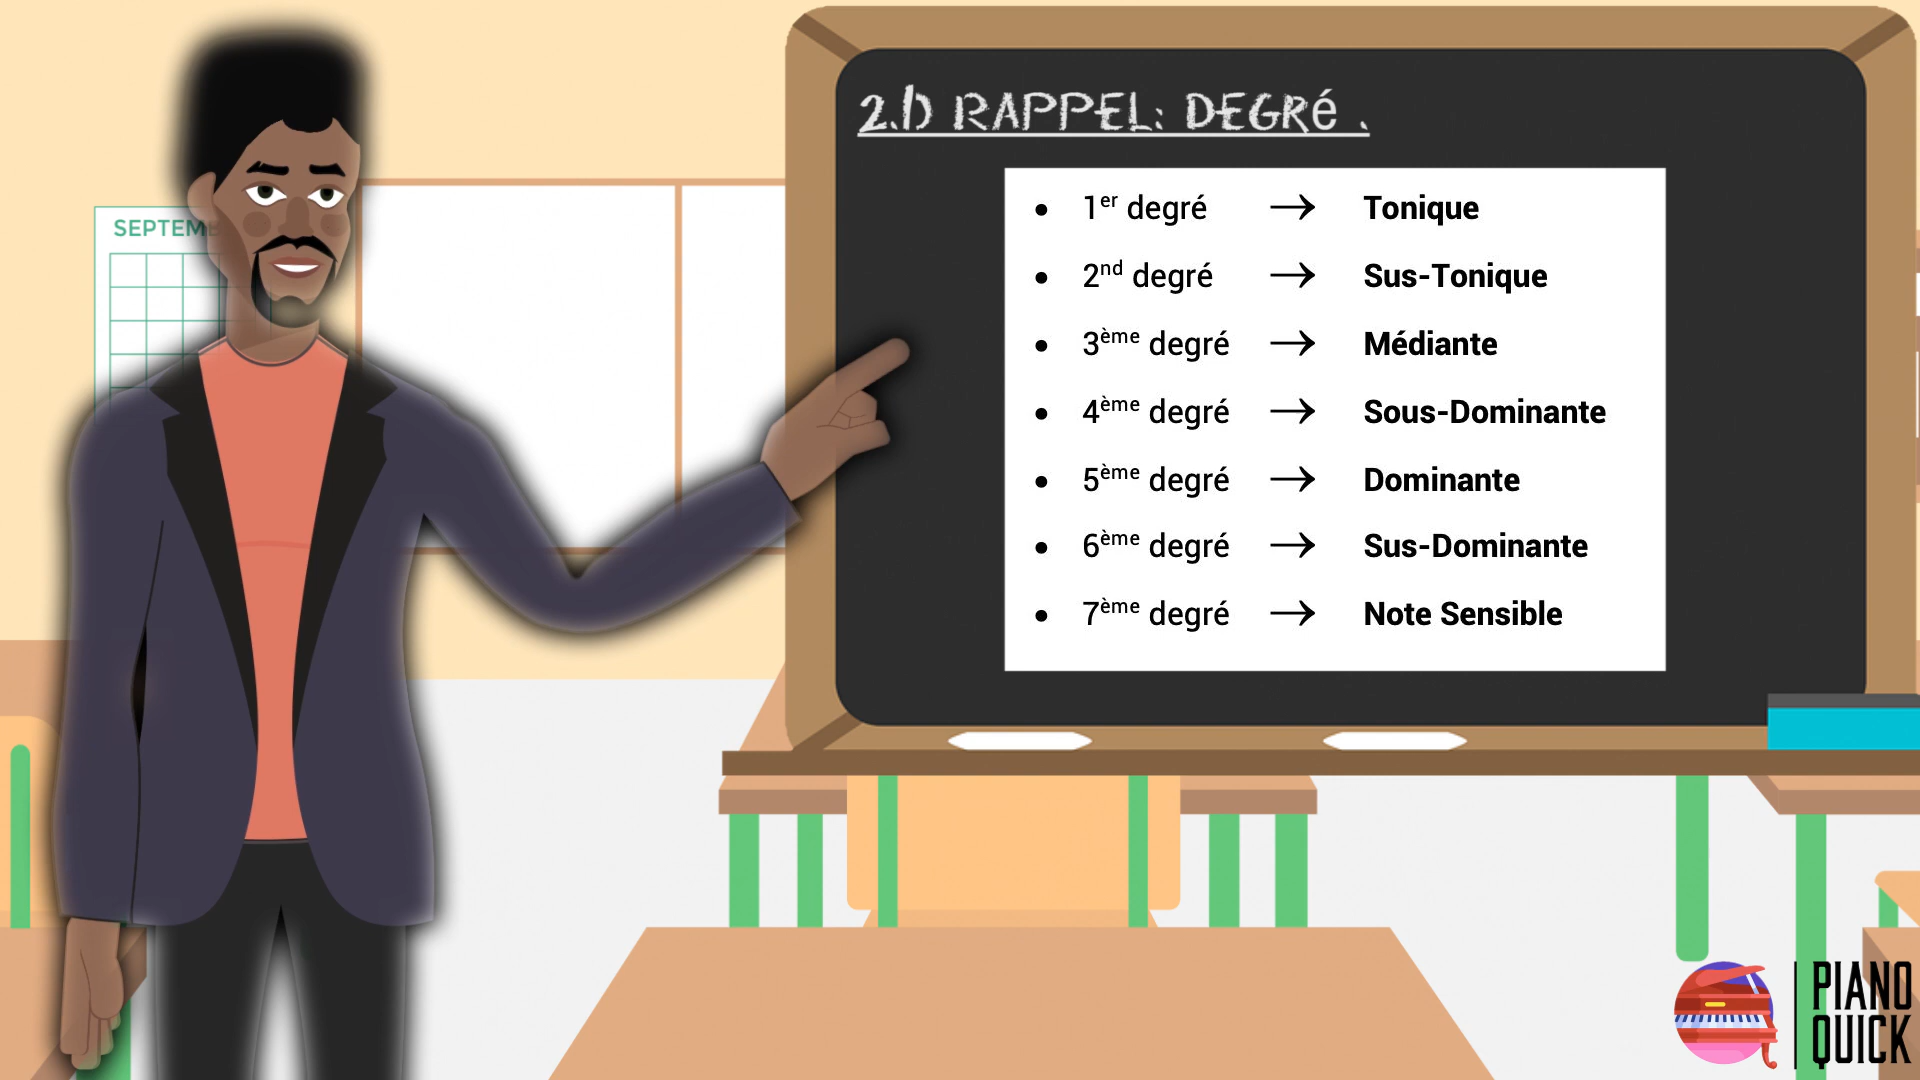 2.1) RAPPEL: DEGRé .
• 1er degré → Tonique
• 2nd degré → Sus-Tonique
• 3ème degré → Médiante
• 4ème degré → Sous-Dominante
• 5ème degré → Dominante
• 6ème degré → Sus-Dominante
• 7ème degré → Note Sensible
SEPTEM
PIANO
QUICK